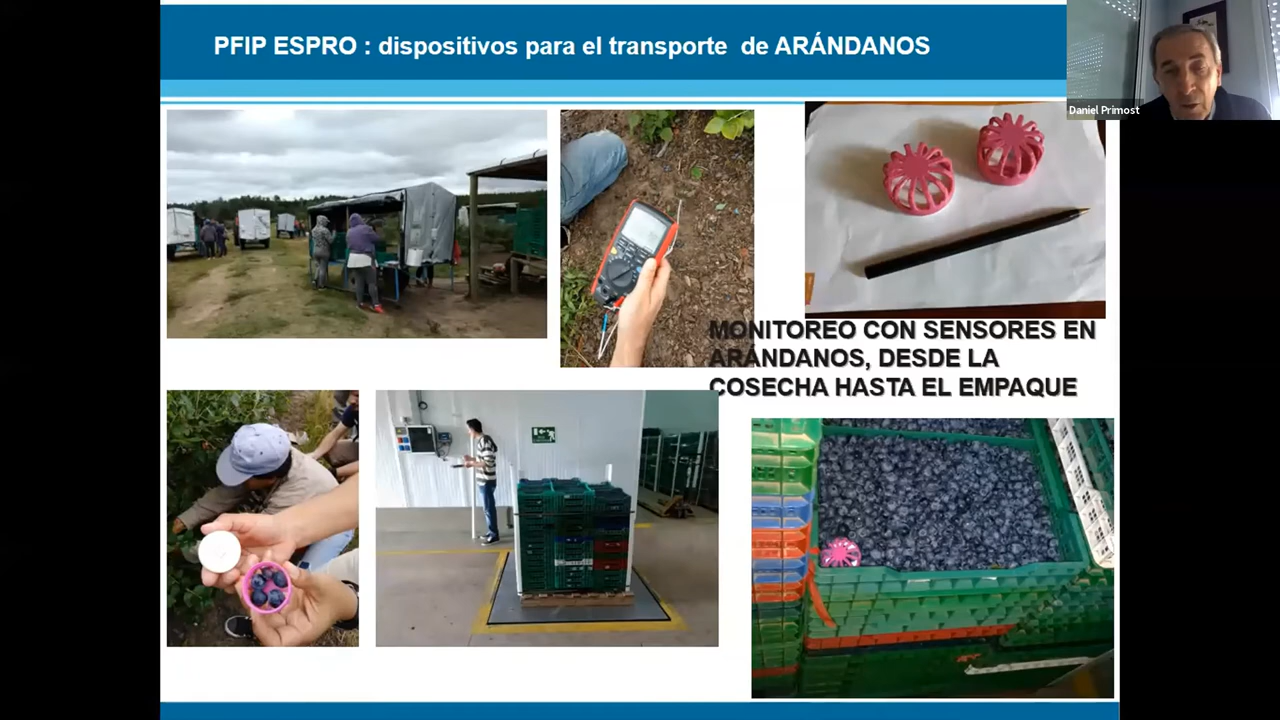 PFIP ESPRO : dispositivos para el transporte de ARÁNDANOS
Daniel Primost
MONITOREO CON SENSORES EN
ARÁNDANOS, DESDE LA
COSECHA HASTA EL EMPAQUE